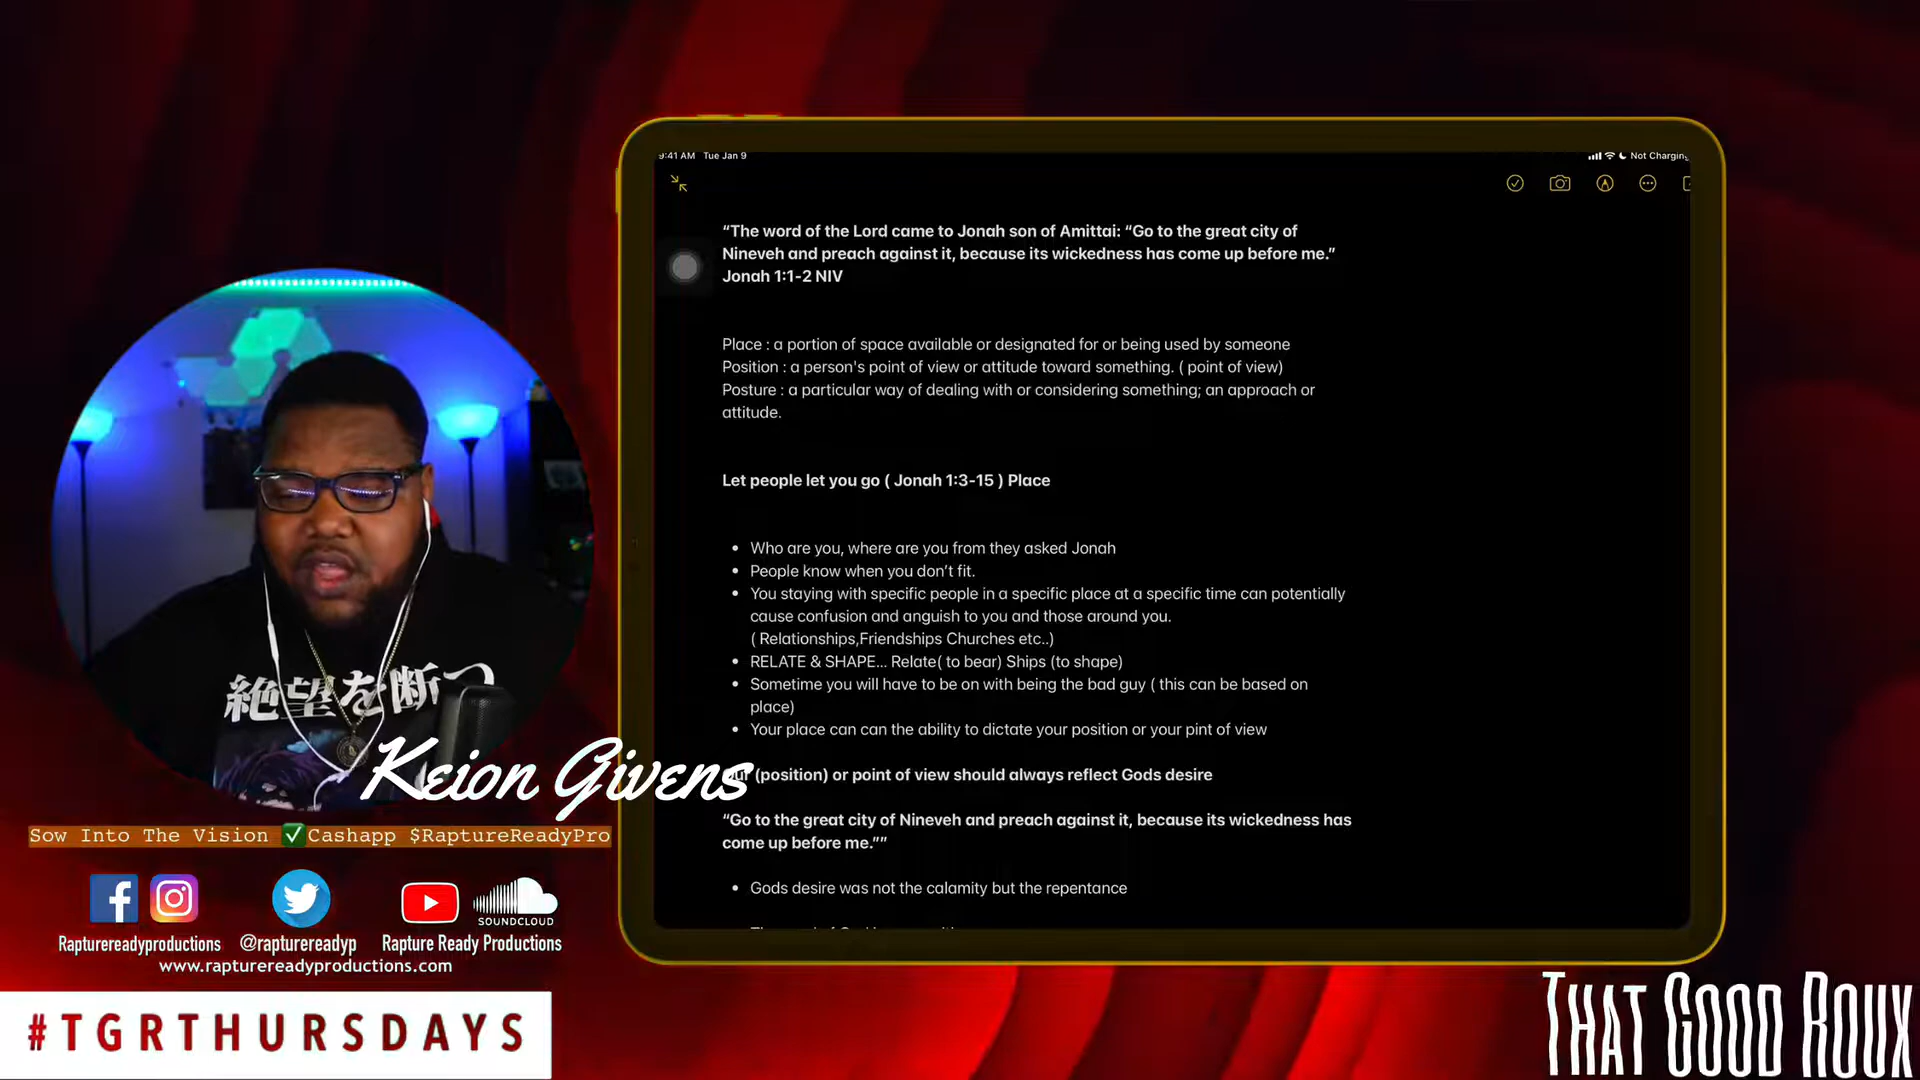 9:41 AM Tue Jan 9
Not Charging
“The word of the Lord came to Jonah son of Amittai: “Go to the great city of
Nineveh and preach against it, because its wickedness has come up before me.”
Jonah 1:1-2 NIV
Place : a portion of space available or designated for or being used by someone
Position : a person's point of view or attitude toward something. ( point of view)
Posture : a particular way of dealing with or considering something; an approach or
attitude.
Let people let you go ( Jonah 1:3-15 ) Place
• Who are you, where are you from they asked Jonah
• People know when you don’t fit.
• You staying with specific people in a specific place at a specific time can potentially
cause confusion and anguish to you and those around you.
( Relationships,Friendships Churches etc..)
• RELATE & SHAPE... Relate( to bear) Ships (to shape)
• Sometime you will have to be on with being the bad guy ( this can be based on
place)
• Your place can can the ability to dictate your position or your pint of view
(position) or point of view should always reflect Gods desire
“Go to the great city of Nineveh and preach against it, because its wickedness has
come up before me.””
• Gods desire was not the calamity but the repentance
絶望を断つ
Keion Givens
Sow Into The Vision ✅Cashapp $RaptureReadyPro
SOUNDCLOUD
Rapturereadyproductions @rapturereadyp Rapture Ready Productions
www.rapturereadyproductions.com
#TGRTHURSDAYS
THAT GOOD ROUX